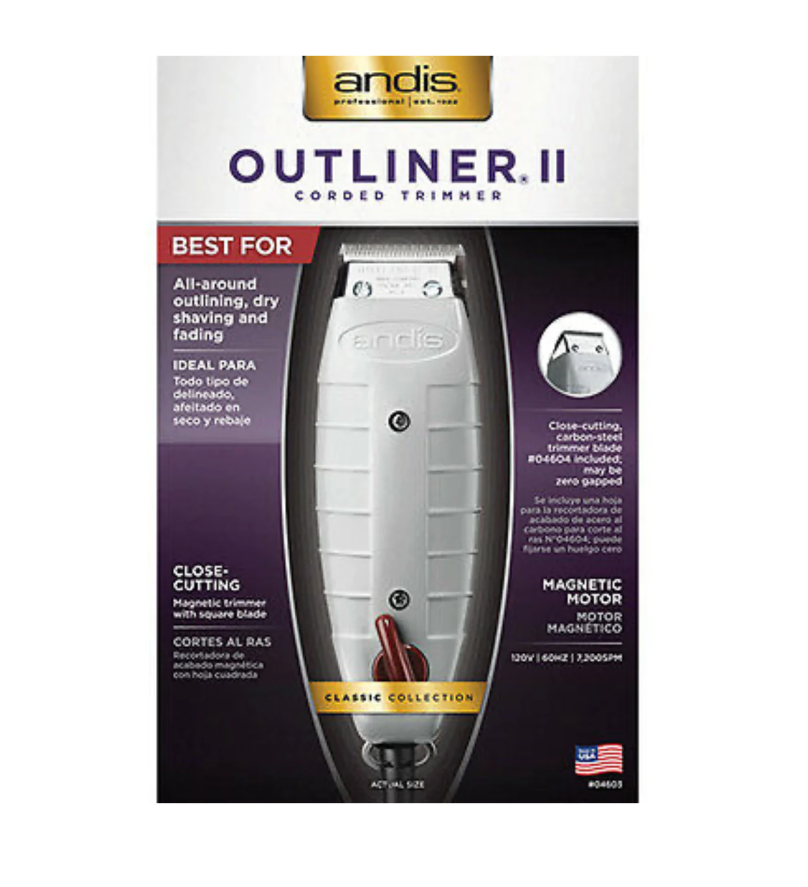 andis
professional | est. 1922
OUTLINER® II
CORDED TRIMMER
BEST FOR
All-around
outlining, dry
shaving and
fading
IDEAL PARA
Todo tipo de
delineado,
afeitado en
seco y rebaje
CLOSE-
CUTTING
Magnetic trimmer
with square blade
CORTES AL RAS
Recortadora de
acabado magnética
con hoja cuadrada
andis
andis
Close-cutting,
carbon-steel
trimmer blade
#04604 included;
may be
zero gapped
Se incluye una hoja
para la recortadora de
acabado de acero al
carbono para corte al
ras N°04604; puede
fijarse un huelgo cero
MAGNETIC
MOTOR
MOTOR
MAGNÉTICO
120V | 60HZ | 7,200SPM
CLASSIC COLLECTION
MADE IN
USA
ACTUAL SIZE
#04603